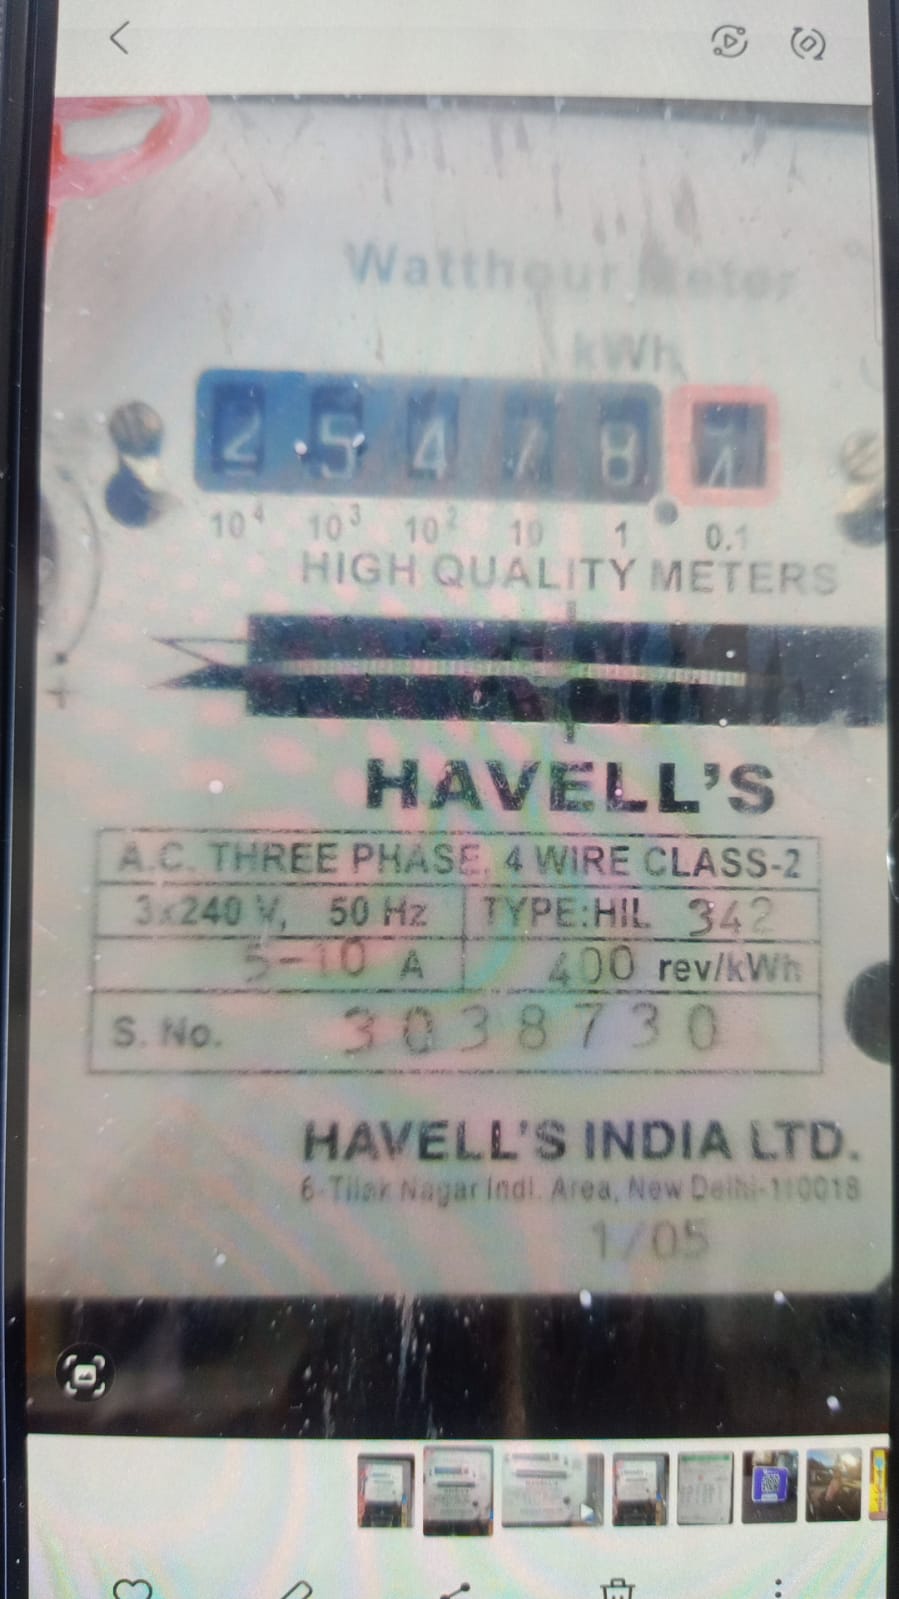 Watthour Meter
kWh
2 5 4 7 8
10⁴ 10³ 10² 10 1 0.1
HIGH QUALITY METERS
HAVELL'S
A.C. THREE PHASE, 4 WIRE CLASS-2
3x240 V, 50 Hz TYPE:HIL 342
5-10 A 400 rev/kWh
S. No. 3038730
HAVELL'S INDIA LTD.
6-Tilak Nagar Indl. Area, New Delhi-110018
1/05